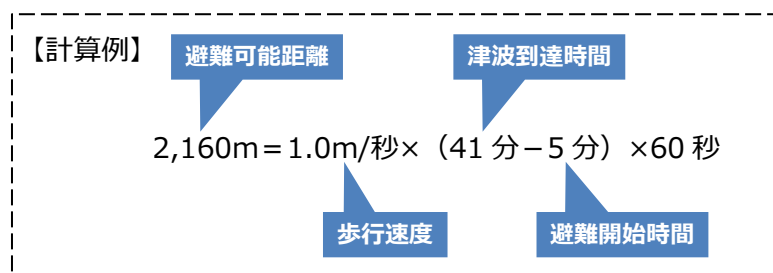 【計算例】
避難可能距離
津波到達時間
2,160m＝1.0m/秒×（41 分－5 分）×60 秒
歩行速度
避難開始時間